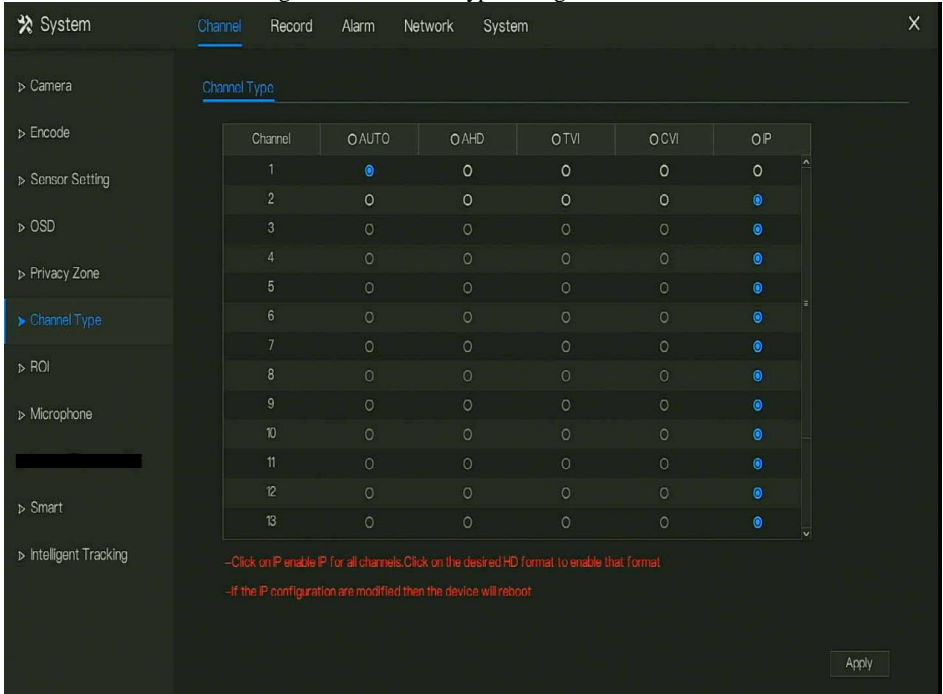 System Channel Record Alarm Network System X
Camera
Channel Type
Encode
Channel AUTO AHD TVI CVI IP
1
Sensor Setting
2
OSD
3
4
Privacy Zone
5
Channel Type
6
7
ROI
8
9
Microphone
10
11
12
Smart
13
Intelligent Tracking
-Click on IP enable IP for all channels.Click on the desired HD format to enable that format
-If the IP configuration are modified then the device will reboot
Apply